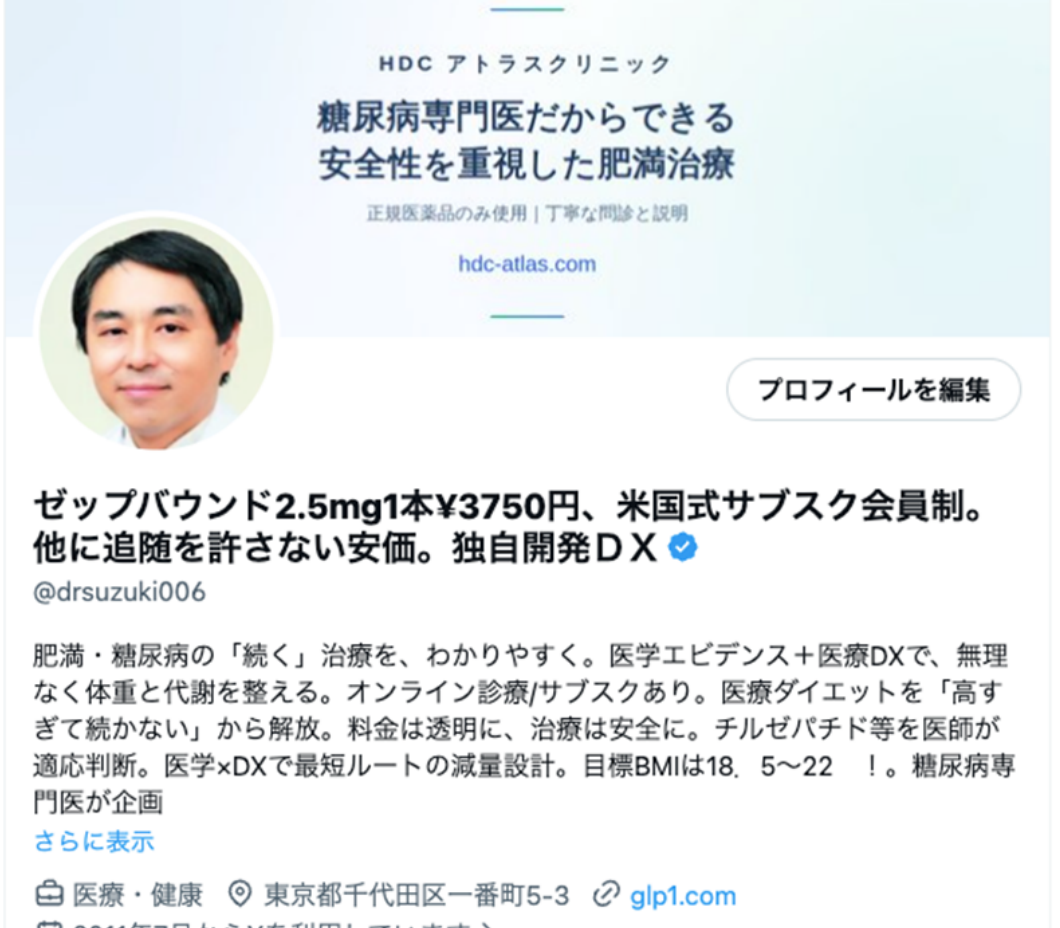 HDC アトラスクリニック
糖尿病専門医だからできる
安全性を重視した肥満治療
正規医薬品のみ使用｜丁寧な問診と説明
hdc-atlas.com
プロフィールを編集
ゼップバウンド2.5mg1本¥3750円、米国式サブスク会員制。
他に追随を許さない安価。独自開発ＤＸ
@drsuzuki006
肥満・糖尿病の「続く」治療を、わかりやすく。医学エビデンス＋医療DXで、無理
なく体重と代謝を整える。オンライン診療/サブスクあり。医療ダイエットを「高す
ぎて続かない」から解放。料金は透明に、治療は安全に。チルゼパチド等を医師が
適応判断。医学×DXで最短ルートの減量設計。目標BMIは18．5〜22　！。糖尿病専
門医が企画
さらに表示
医療・健康 東京都千代田区一番町5-3 glp1.com